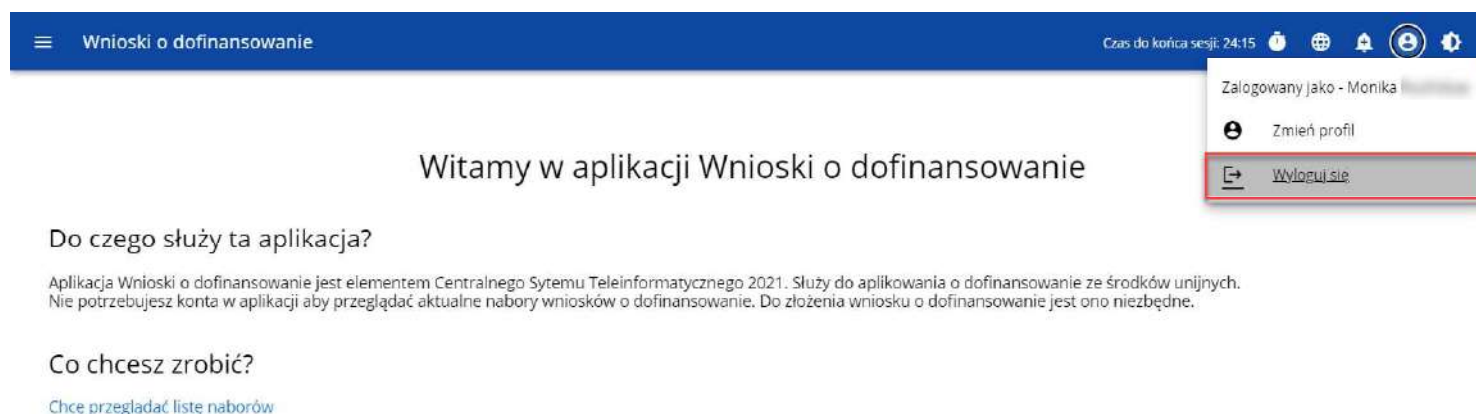 Wnioski o dofinansowanie
Czas do końca sesji: 24:15
Zalogowany jako - Monika
Zmień profil
Wyloguj się
Witamy w aplikacji Wnioski o dofinansowanie
Do czego służy ta aplikacja?
Aplikacja Wnioski o dofinansowanie jest elementem Centralnego Sytemu Teleinformatycznego 2021. Służy do aplikowania o dofinansowanie ze środków unijnych.
Nie potrzebujesz konta w aplikacji aby przeglądać aktualne nabory wniosków o dofinansowanie. Do złożenia wniosku o dofinansowanie jest ono niezbędne.
Co chcesz zrobić?
Chcę przeglądać listę naborów